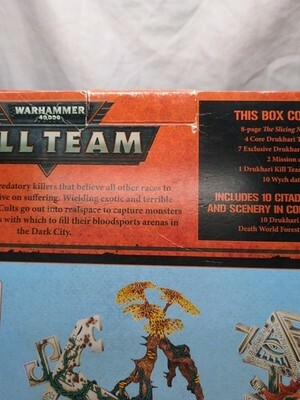 WARHAMMER
40,000
LL TEAM
redatory killers that believe all other races to
ive on suffering. Wielding exotic and terrible
Cults go out into realspace to capture monsters
s with which to fill their bloodsports arenas in
the Dark City.
THIS BOX CO
8-page The Slicing N
4 Core Drukhari T
7 Exclusive Drukhar
2 Mission a
1 Drukhari Kill Tea
10 Wych dat
INCLUDES 10 CITAD
AND SCENERY IN CO
10 Drukhari
Death World Forest